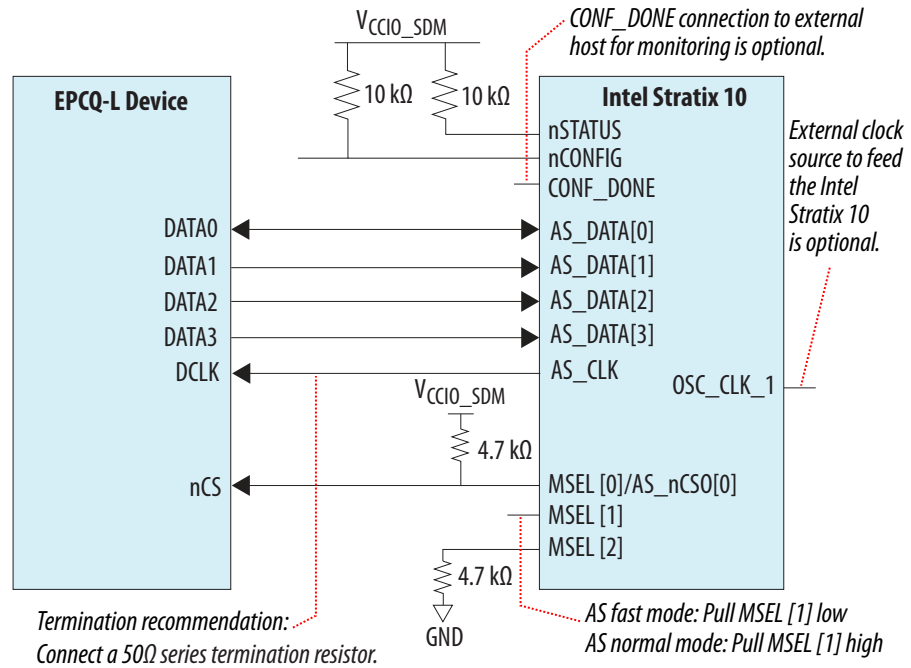 VCCIO_SDM
CONF_DONE connection to external
host for monitoring is optional.
EPCQ-L Device
10 kΩ
10 kΩ
Intel Stratix 10
nSTATUS
nCONFIG
CONF_DONE
External clock
source to feed
the Intel
Stratix 10
is optional.
DATA0
AS_DATA[0]
DATA1
AS_DATA[1]
DATA2
AS_DATA[2]
DATA3
AS_DATA[3]
DCLK
AS_CLK
OSC_CLK_1
VCCIO_SDM
4.7 kΩ
nCS
MSEL [0]/AS_nCSO[0]
MSEL [1]
MSEL [2]
4.7 kΩ
GND
Termination recommendation:
Connect a 50Ω series termination resistor.
AS fast mode: Pull MSEL [1] low
AS normal mode: Pull MSEL [1] high